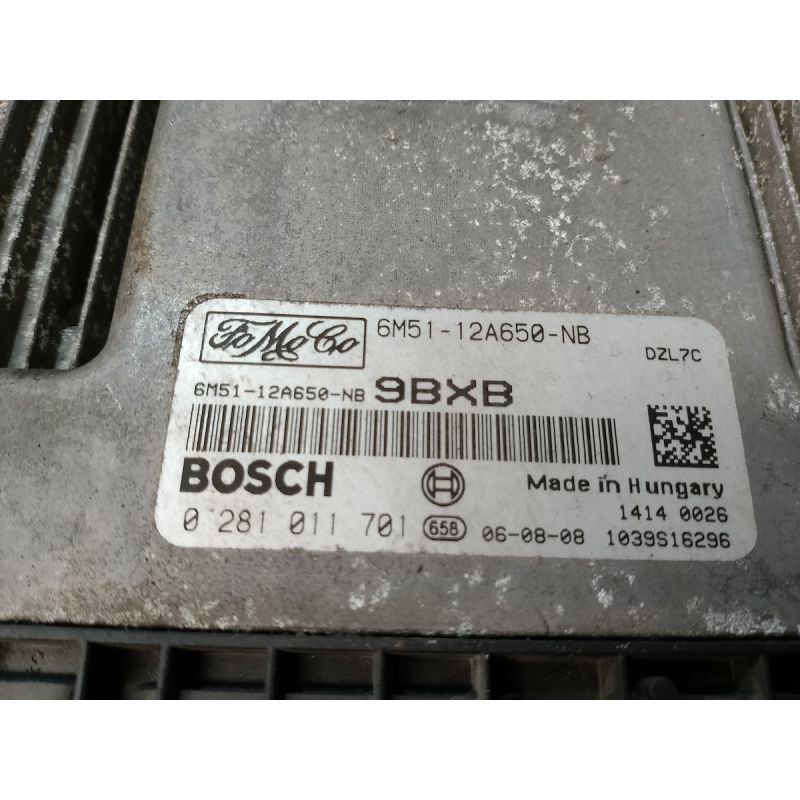 FoMoCo 6M51-12A650-NB
DZL7C
6M51-12A650-NB 9BXB
BOSCH
Made in Hungary
0 281 011 701 658 06-08-08
1414 0026
1039S16296